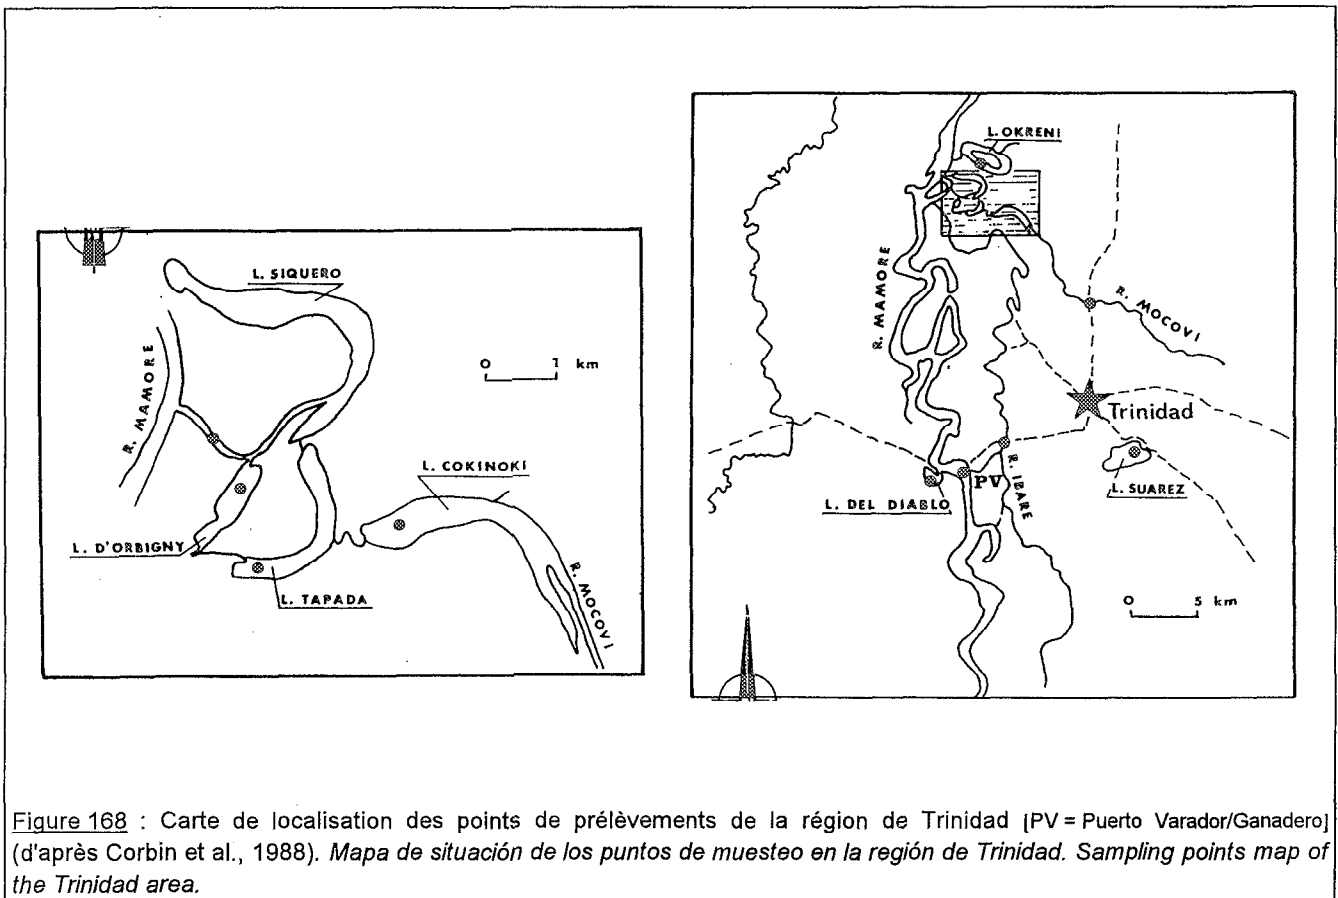 L. SIQUERO
R. MAMORE
0 1 km
L. COKINOKI
L. D'ORBIGNY
L. TAPADA
R. MOCOVI
L. OKRENI
R. MAMORE
R. MOCOVI
Trinidad
PV
R. IBARE
L. DEL DIABLO
L. SUAREZ
0 5 km
Figure 168 : Carte de localisation des points de prélèvements de la région de Trinidad [PV = Puerto Varador/Ganadero]
(d'après Corbin et al., 1988). Mapa de situación de los puntos de muesteo en la región de Trinidad. Sampling points map of
the Trinidad area.